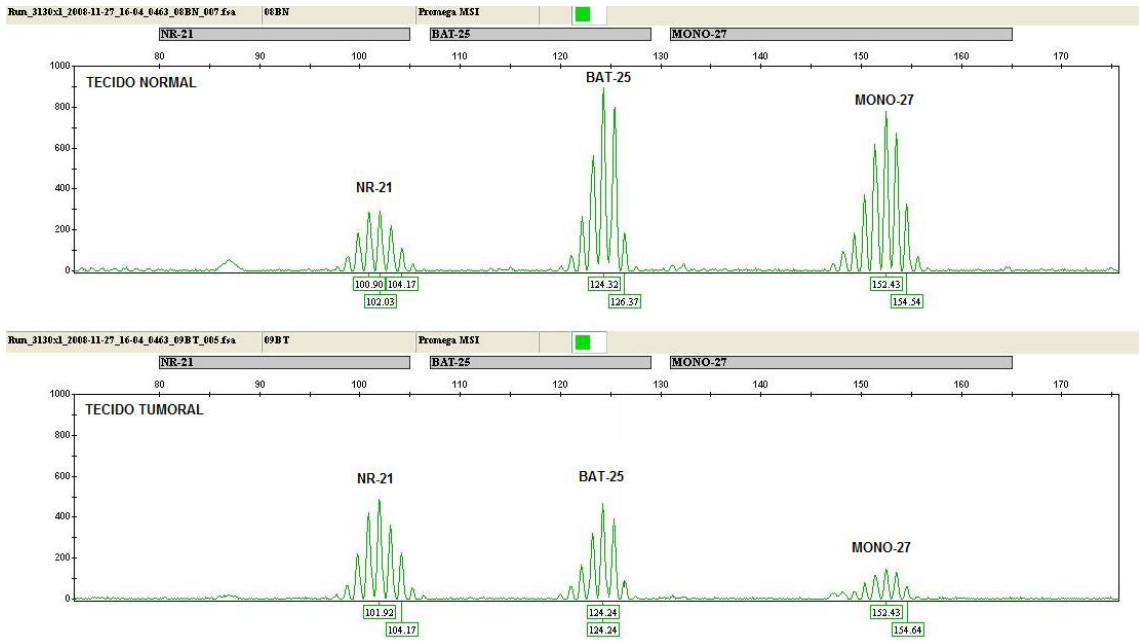 Run_3130xl_2008-11-27_16-04_0463_08BN_007.fsa 08BN Promega MSI
NR-21 BAT-25 MONO-27
80 90 100 110 120 130 140 150 160 170
1000
TECIDO NORMAL
BAT-25
800
MONO-27
600
NR-21
400
200
0
100.90 104.17 124.32 152.43
102.03 126.37 154.54
Run_3130xl_2008-11-27_16-04_0463_09BT_005.fsa 09BT Promega MSI
NR-21 BAT-25 MONO-27
80 90 100 110 120 130 140 150 160 170
1000
TECIDO TUMORAL
800
600
NR-21 BAT-25
400
MONO-27
200
0
101.92 124.24 152.43
104.17 124.24 154.64